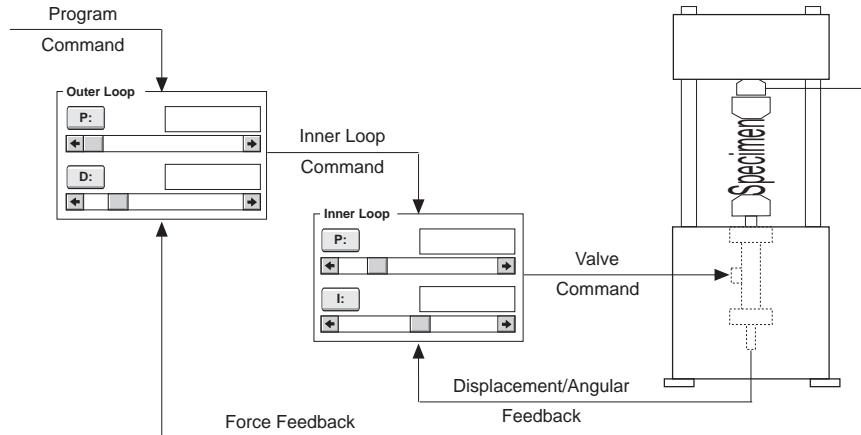 Program
Command
Outer Loop
P:
D:
Inner Loop
Command
Inner Loop
P:
I:
Valve
Command
Specimen
Displacement/Angular
Feedback
Force Feedback